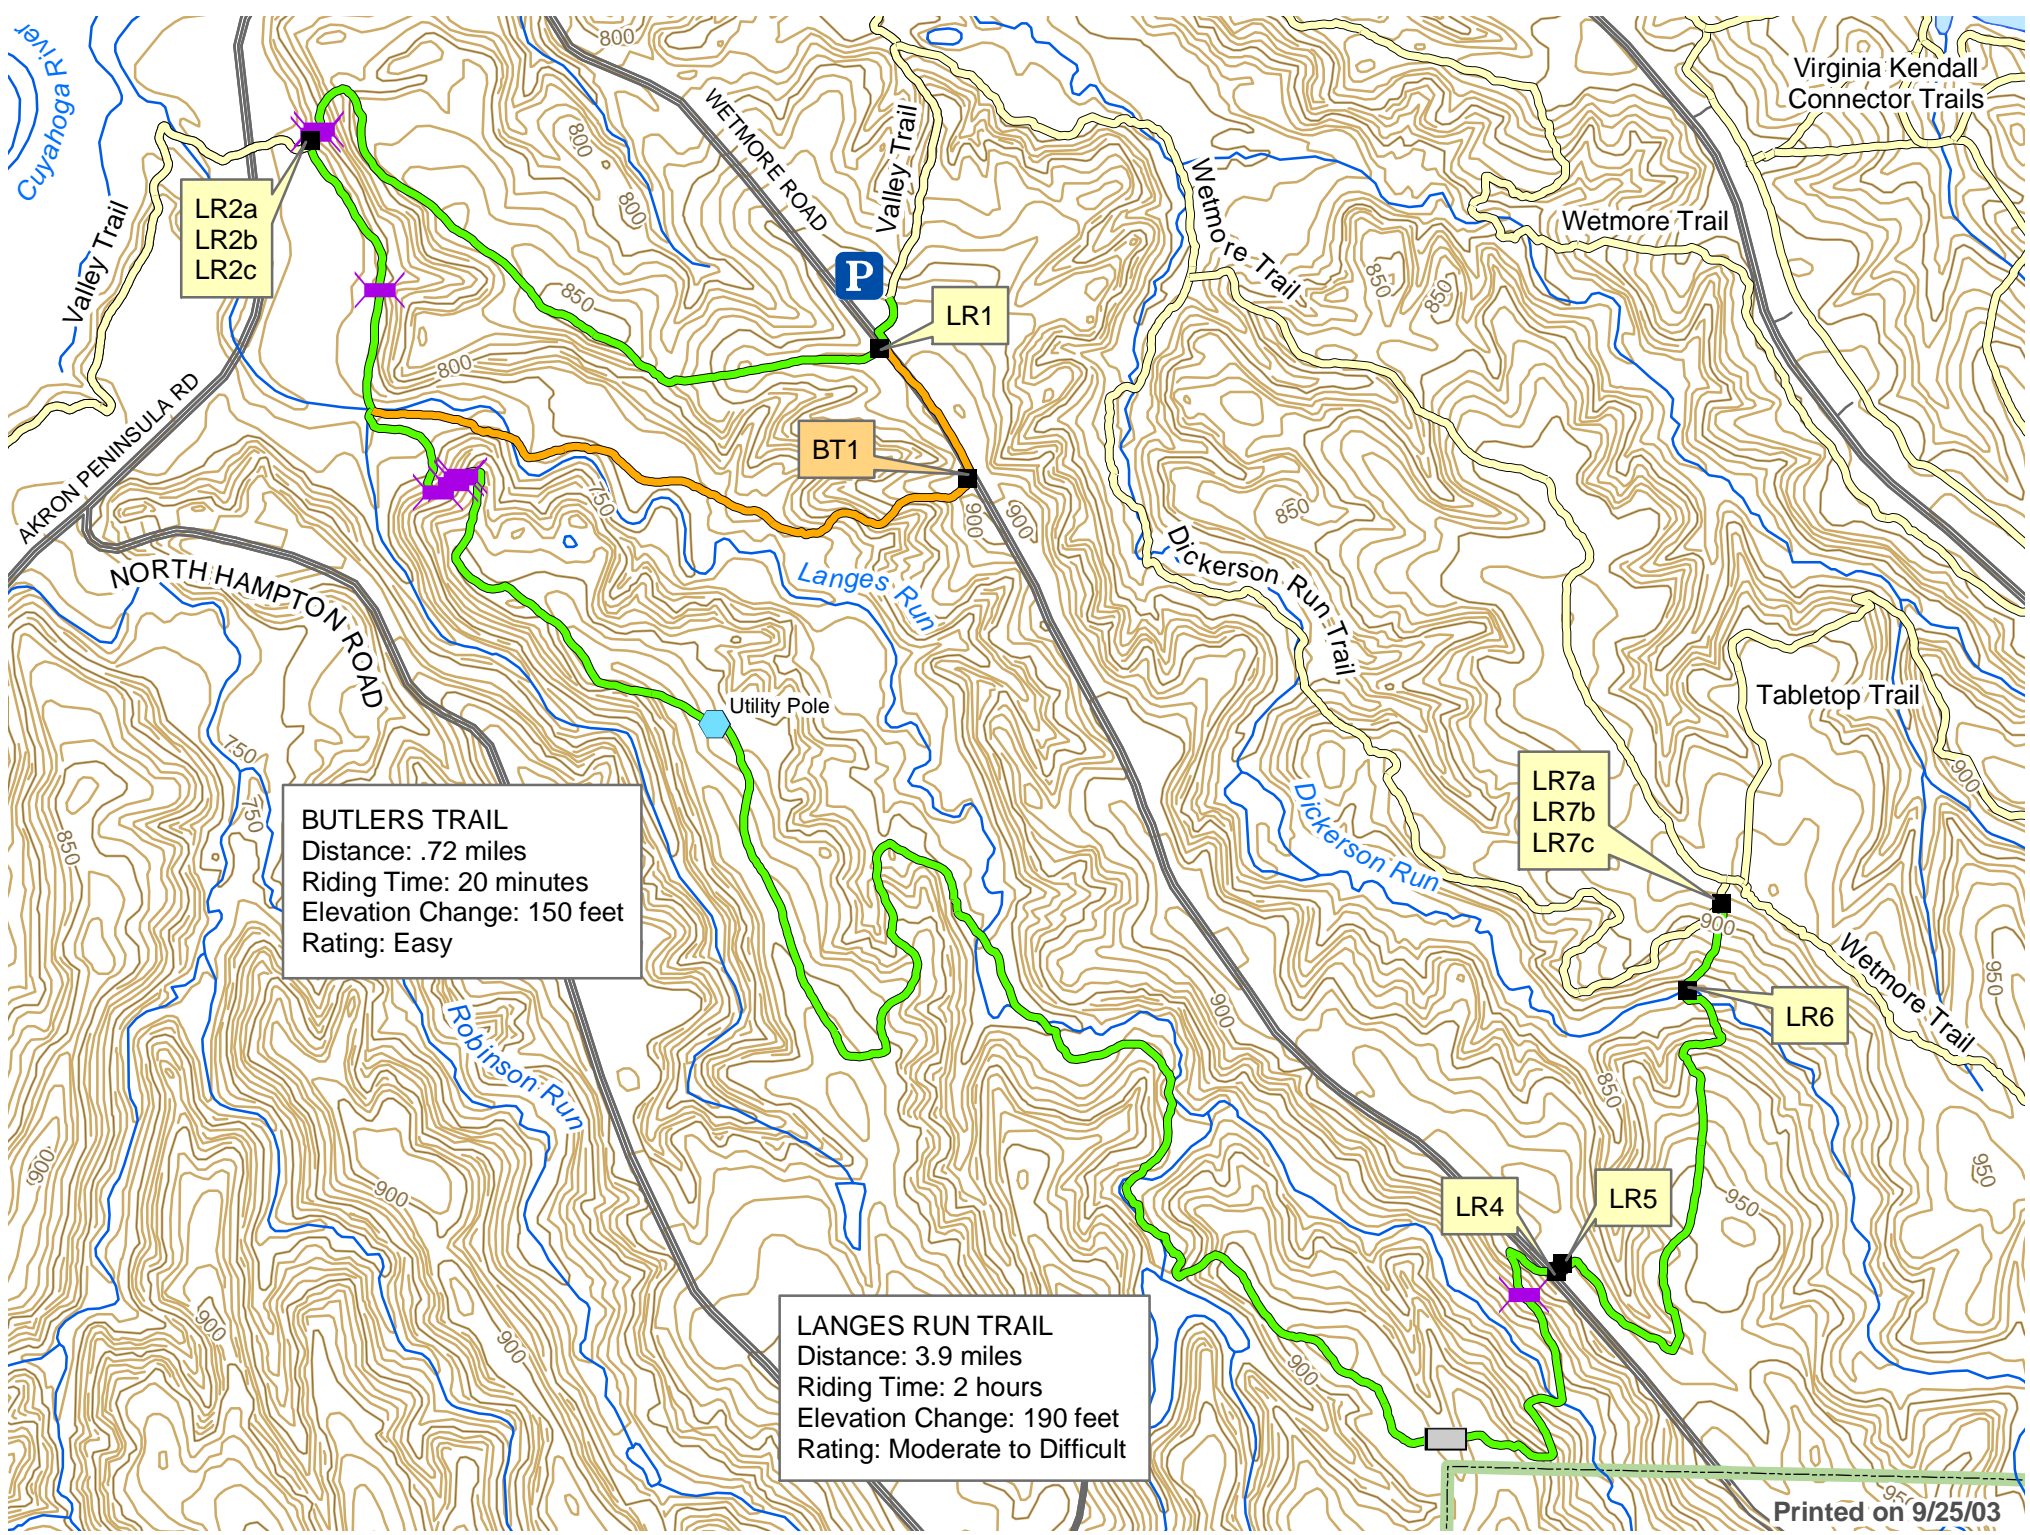 Cuyahoga River
800
Virginia Kendall
Connector Trails
WETMORE ROAD
800
Valley Trail
800
Wetmore Trail
Wetmore Trail
LR2a
LR2b
LR2c
Valley Trail
P
850
850
850
LR1
800
AKRON PENINSULA RD
BT1
750
900
900
850
NORTH HAMPTON ROAD
Langes Run
Dickerson Run Trail
Utility Pole
Tabletop Trail
750
750
900
LR7a
LR7b
LR7c
Dickerson Run
850
BUTLERS TRAIL
Distance: .72 miles
Riding Time: 20 minutes
Elevation Change: 150 feet
Rating: Easy
900
Wetmore Trail
950
900
LR6
Robinson Run
850
900
900
950
950
LR4
LR5
900
900
900
LANGES RUN TRAIL
Distance: 3.9 miles
Riding Time: 2 hours
Elevation Change: 190 feet
Rating: Moderate to Difficult
950
Printed on 9/25/03